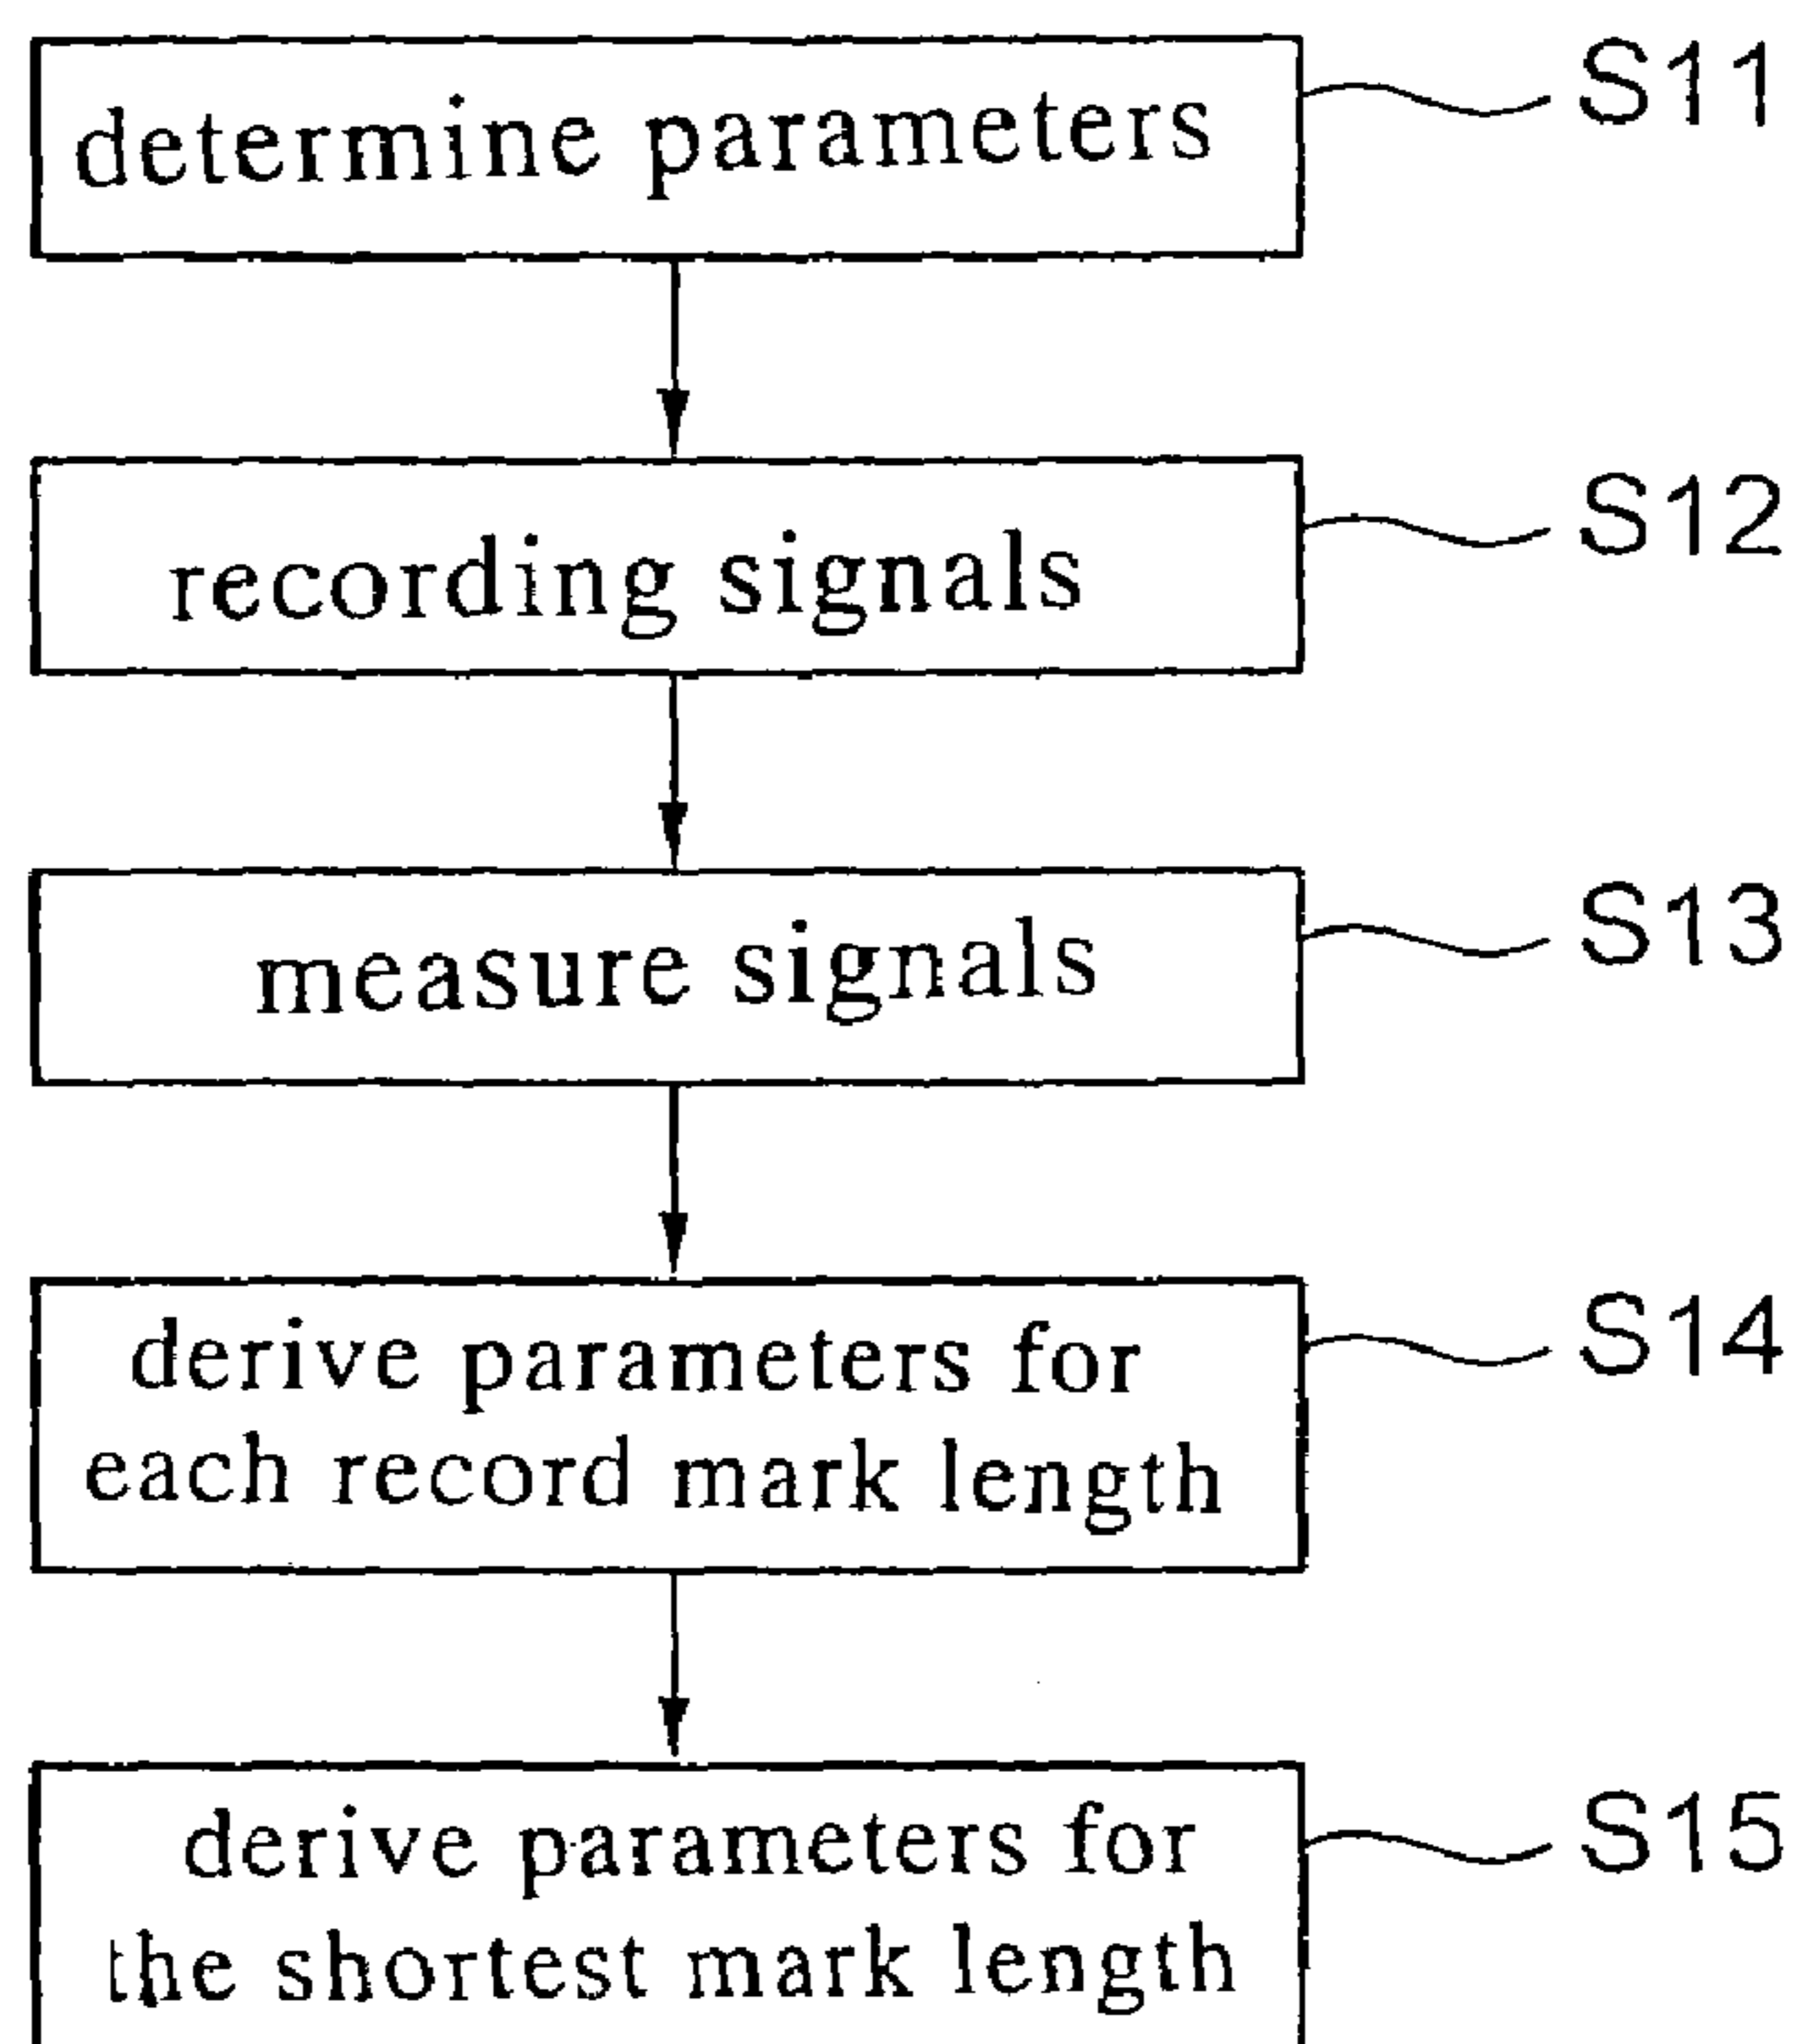 determine parameters
S11
recording signals
S12
measure signals
S13
derive parameters for
each record mark length
S14
derive parameters for
the shortest mark length
S15